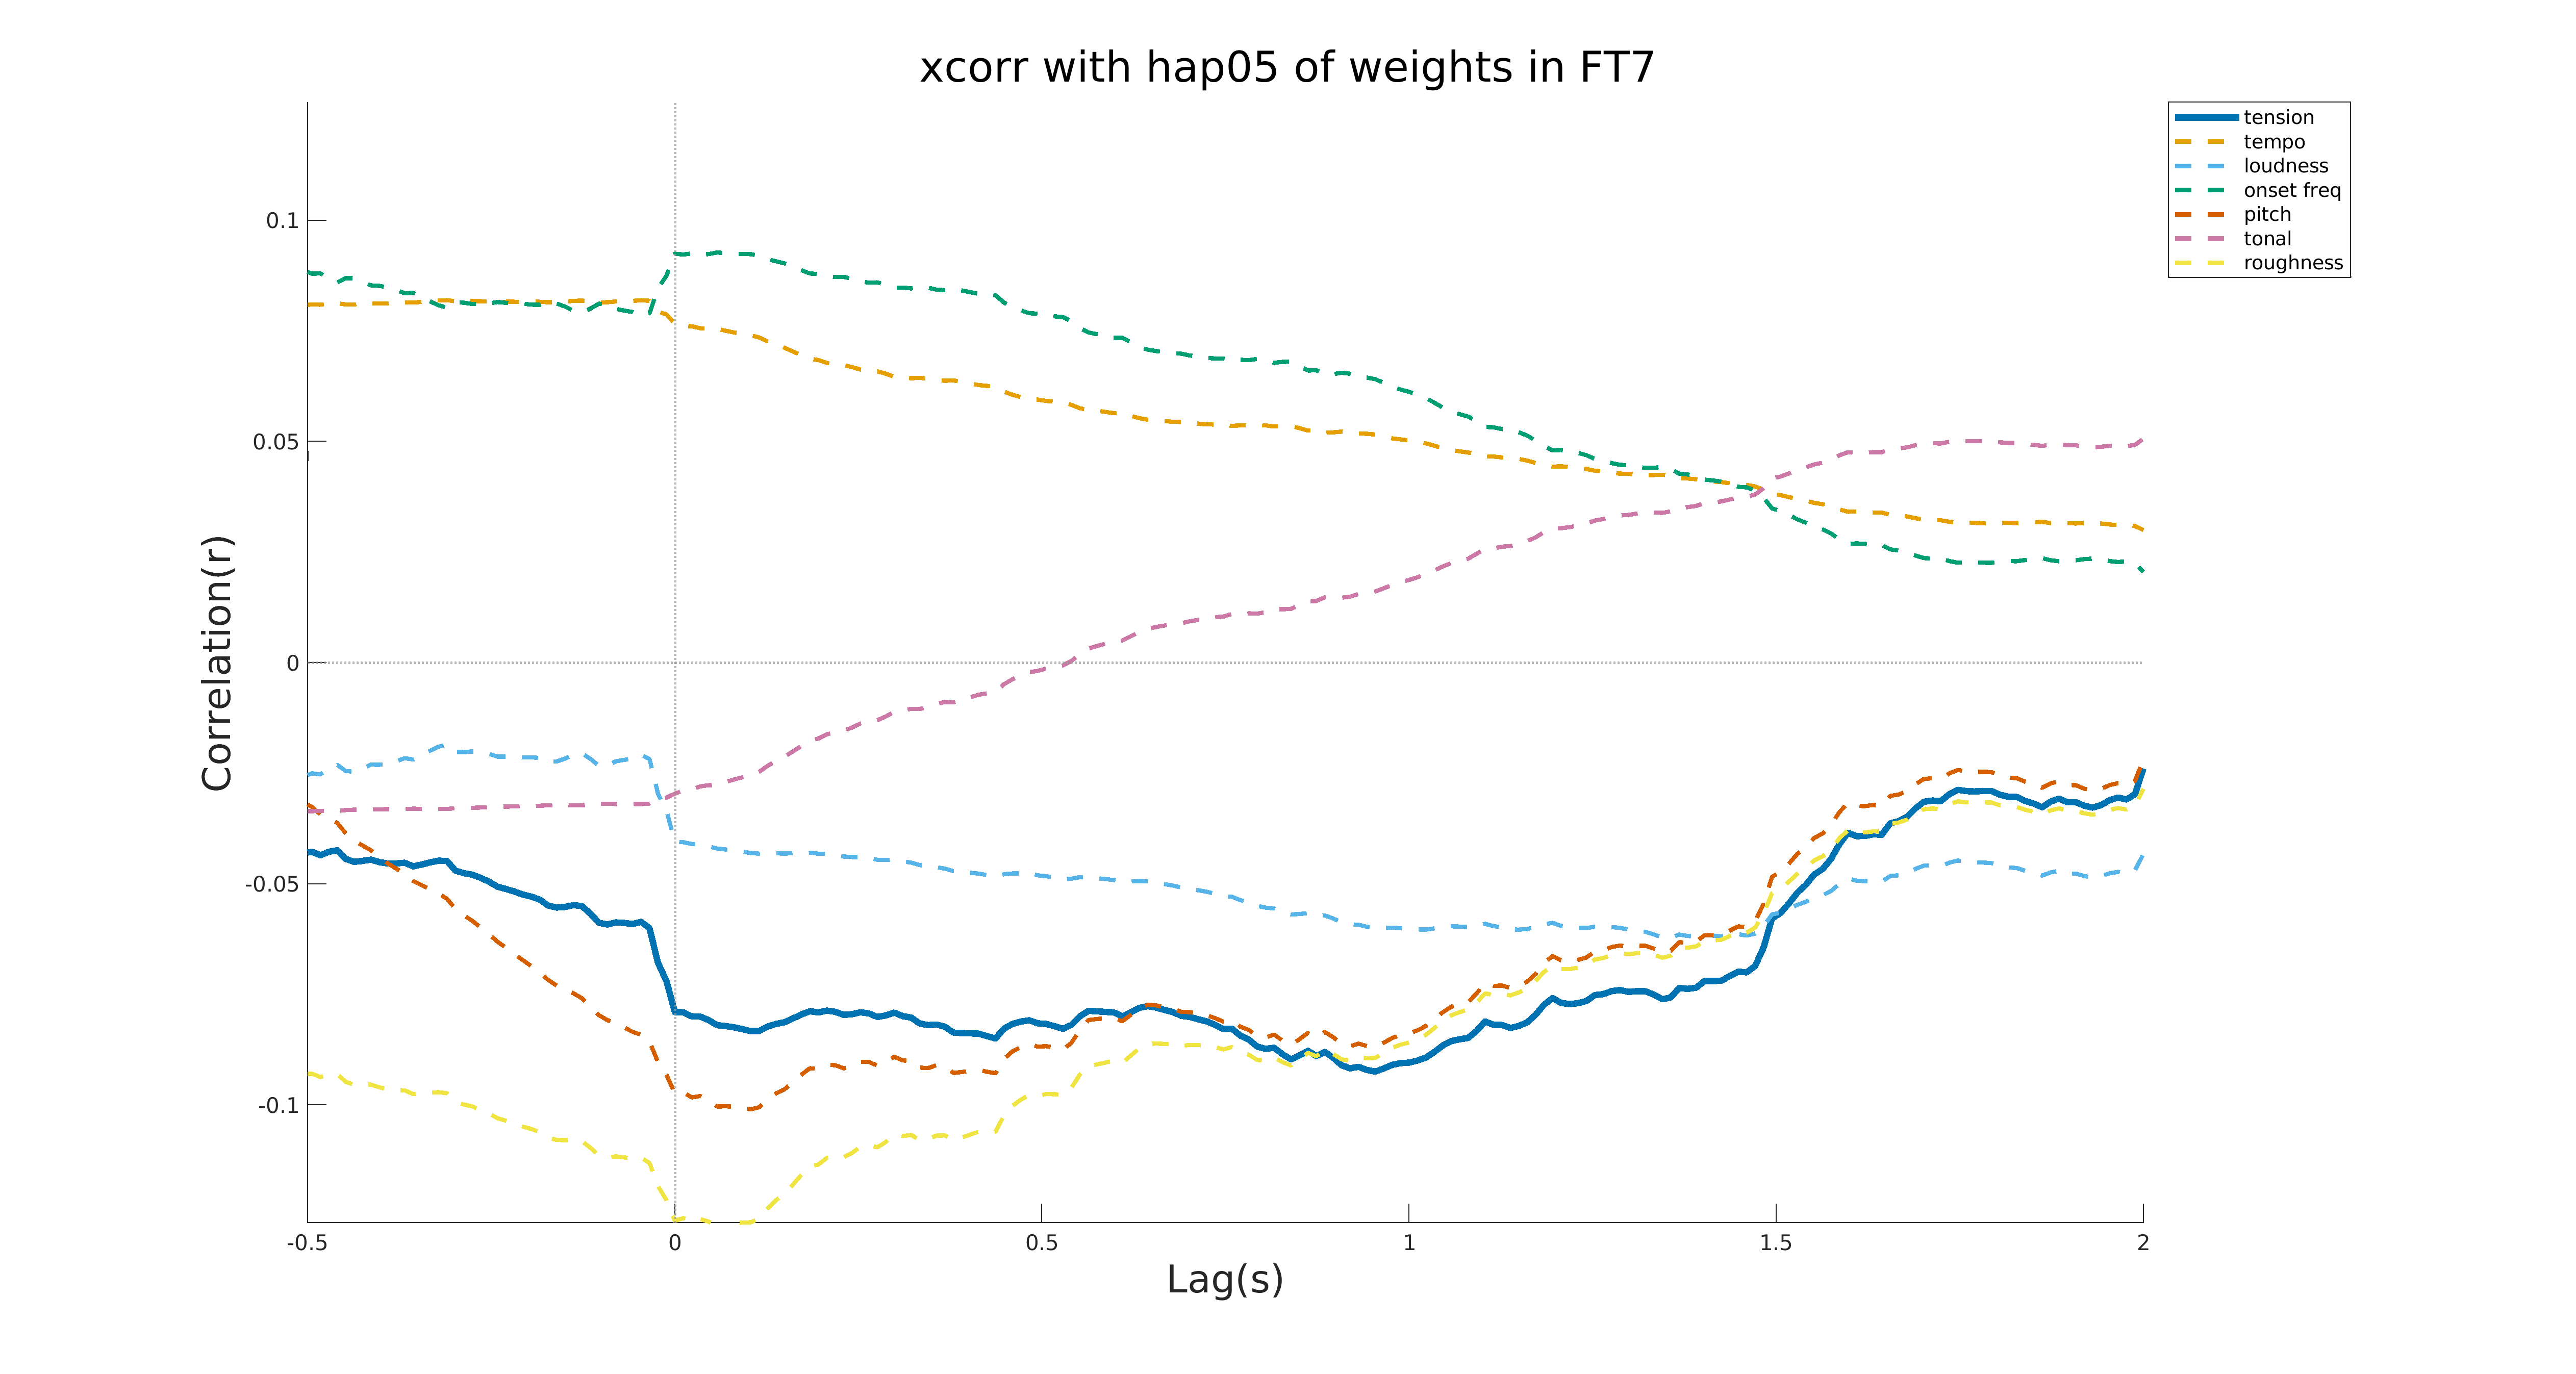 xcorr with hap05 of weights in FT7
tension
tempo
loudness
onset freq
pitch
tonal
roughness
0.1
0.05
0
-0.05
-0.1
Correlation(r)
-0.5
0
0.5
1
1.5
2
Lag(s)